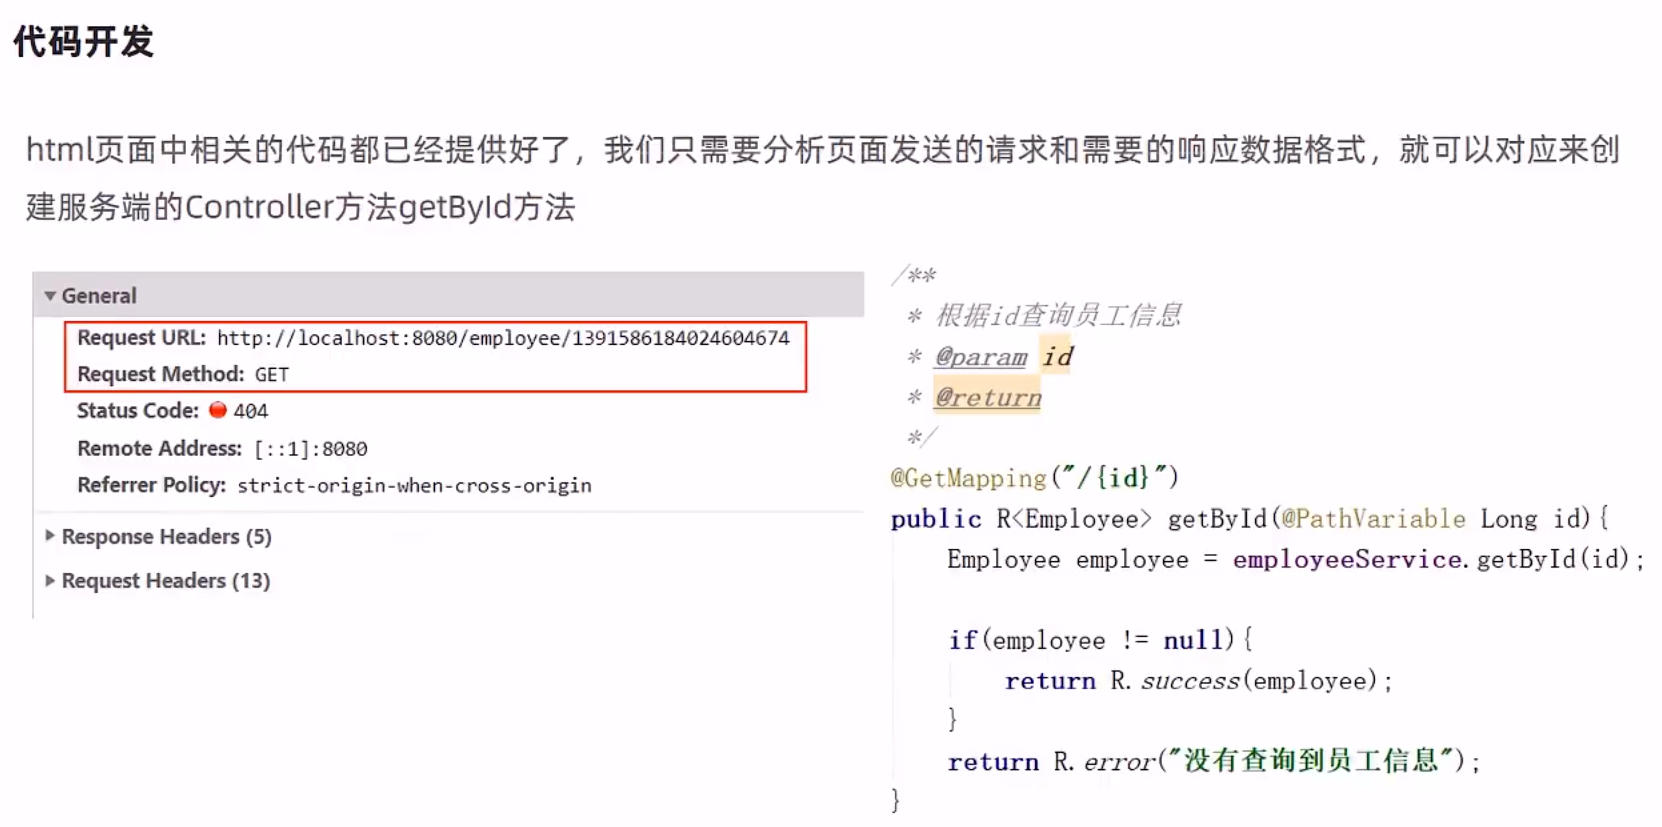 代码开发
html页面中相关的代码都已经提供好了，我们只需要分析页面发送的请求和需要的响应数据格式，就可以对应来创
建服务端的Controller方法getById方法
General
Request URL: http://localhost:8080/employee/1391586184024604674
Request Method: GET
Status Code: 404
Remote Address: [::1]:8080
Referrer Policy: strict-origin-when-cross-origin
Response Headers (5)
Request Headers (13)
/**
* 根据id查询员工信息
* @param id
* @return
*/
@GetMapping("/{id}")
public R<Employee> getById(@PathVariable Long id){
Employee employee = employeeService.getById(id);
if(employee != null){
return R.success(employee);
}
return R.error("没有查询到员工信息");
}